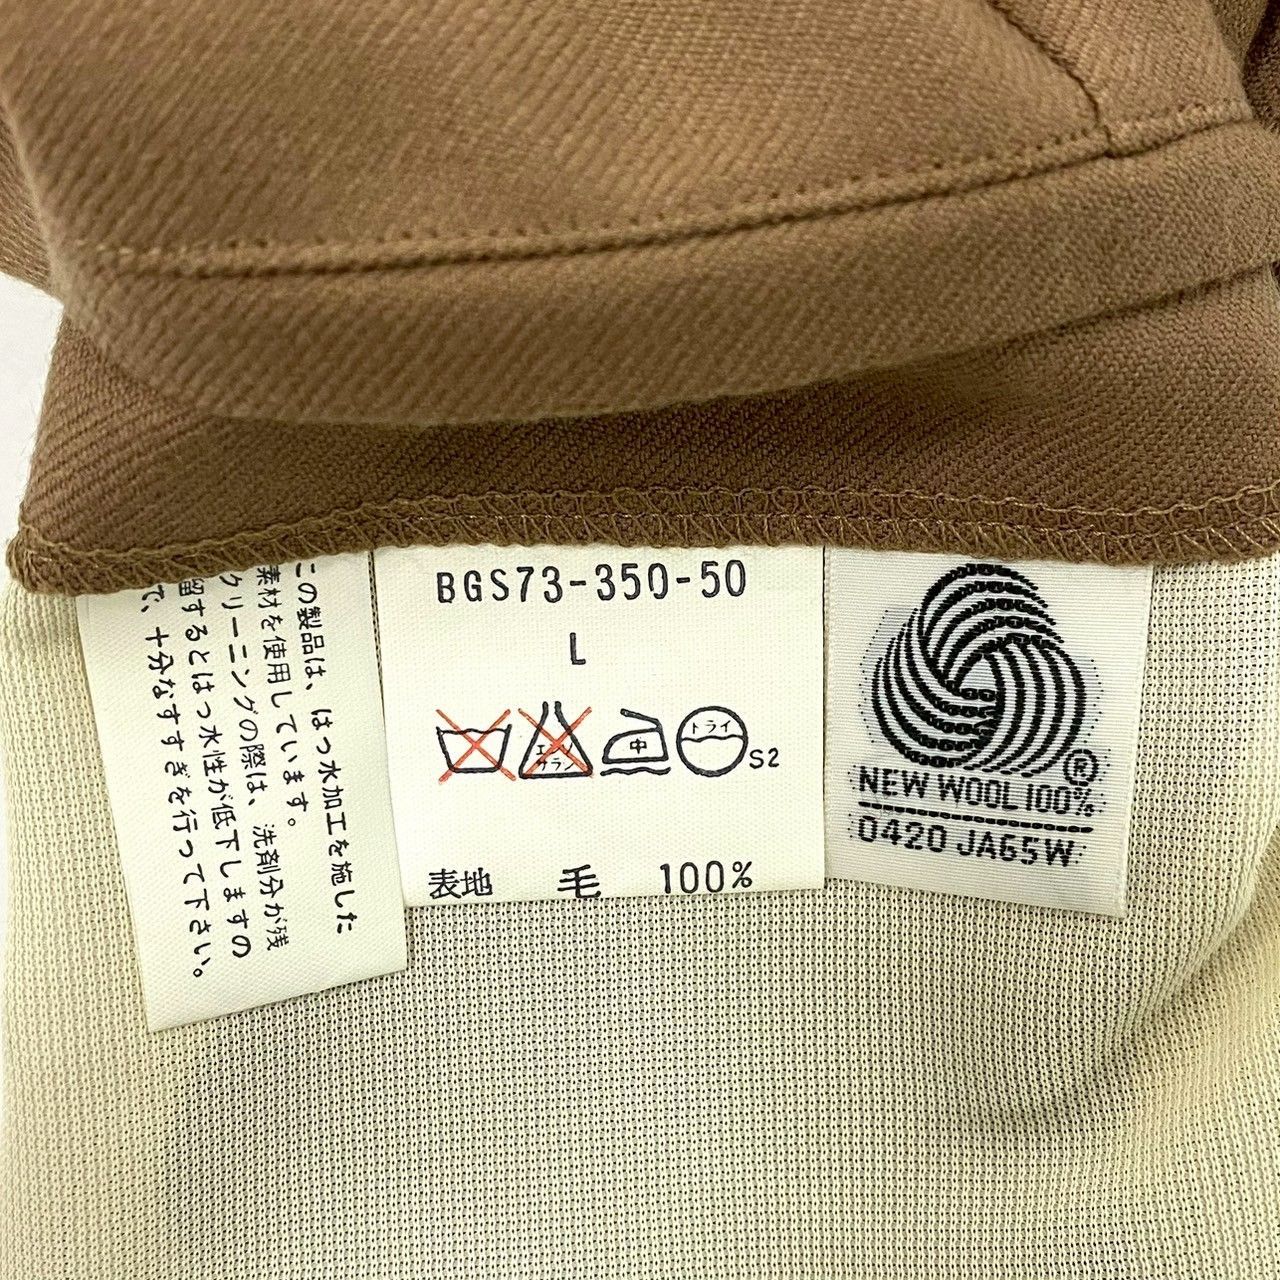 この製品は、はっ水加工を施した
素材を使用しています。
クリーニングの際は、洗剤分が残
留するとはっ水性が低下しますの
で、十分なすすぎを行って下さい。
BGS73-350-50
L
エンソ
サラシ
中
ドライ
S2
表地 毛 100%
®
NEW WOOL 100%
0420 JA65W